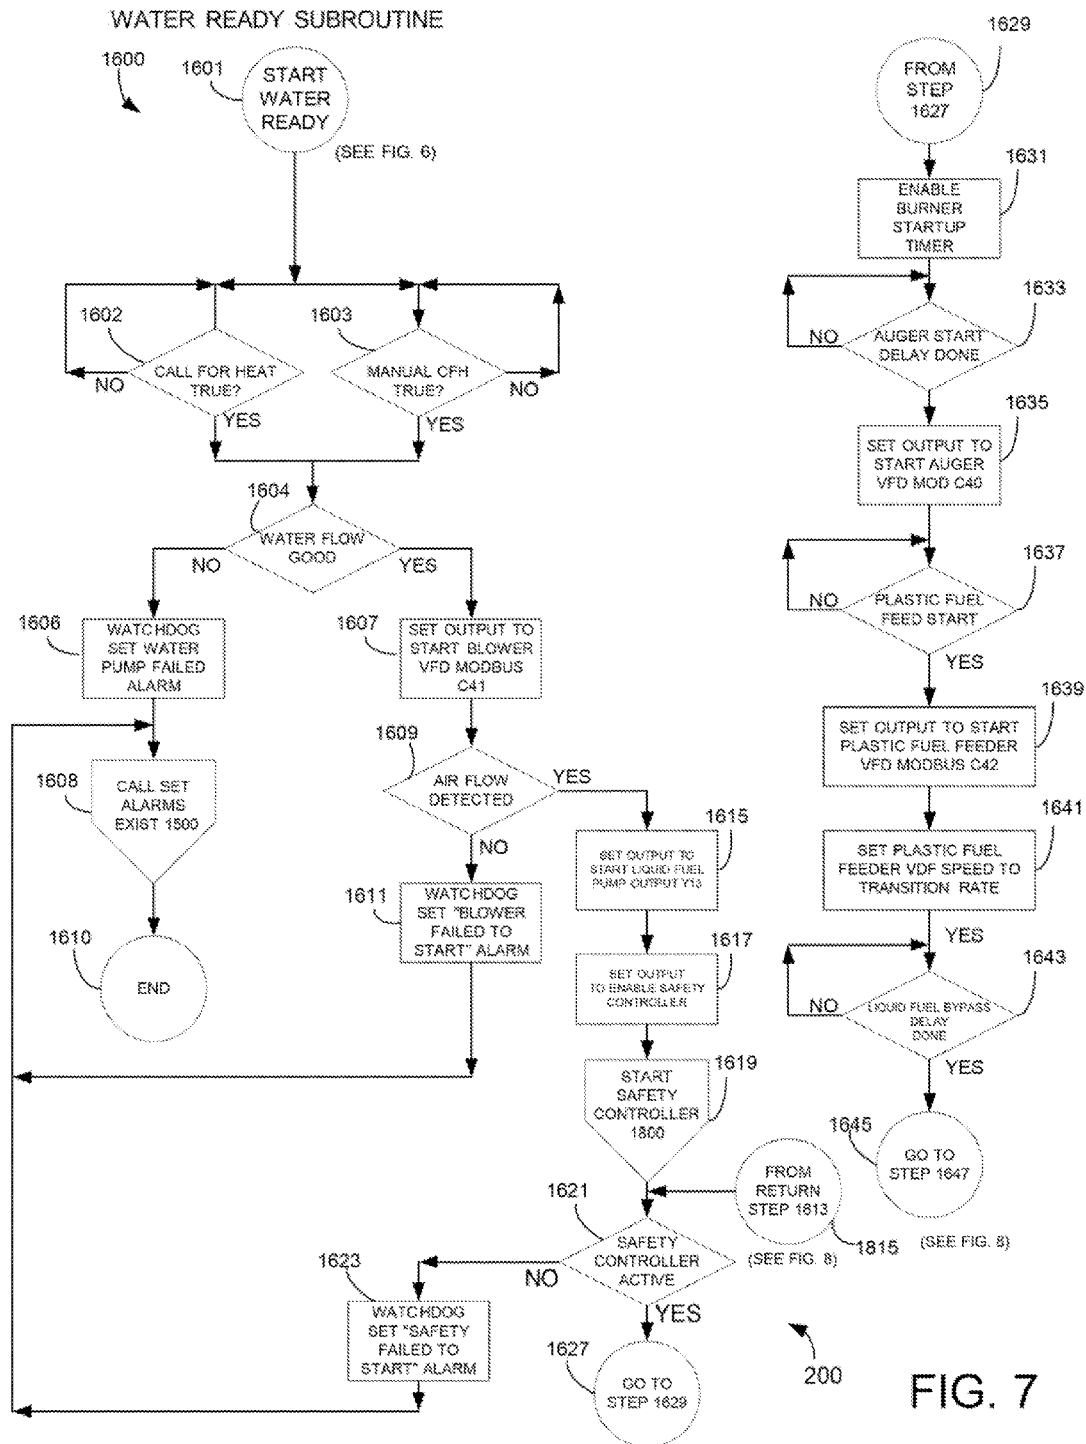 WATER READY SUBROUTINE
1600
1601
START
WATER
READY
(SEE FIG. 6)
1602
CALL FOR HEAT
TRUE?
NO
YES
1603
MANUAL CFH
TRUE?
NO
YES
1604
WATER FLOW
GOOD
NO
YES
1606
WATCHDOG
SET WATER
PUMP FAILED
ALARM
1607
SET OUTPUT TO
START BLOWER
VFD MODBUS
C41
1608
CALL SET
ALARMS
EXIST 1500
1609
AIR FLOW
DETECTED
YES
NO
1610
END
1611
WATCHDOG
SET "BLOWER
FAILED TO
START" ALARM
1615
SET OUTPUT TO
START LIQUID FUEL
PUMP OUTPUT Y13
1617
SET OUTPUT
TO ENABLE SAFETY
CONTROLLER
1619
START
SAFETY
CONTROLLER
1800
FROM
RETURN
STEP 1813
1815
(SEE FIG. 8)
1621
SAFETY
CONTROLLER
ACTIVE
NO
YES
1623
WATCHDOG
SET "SAFETY
FAILED TO
START" ALARM
1627
GO TO
STEP 1629
1629
FROM
STEP
1627
1631
ENABLE
BURNER
STARTUP
TIMER
1633
AUGER START
DELAY DONE
NO
1635
SET OUTPUT TO
START AUGER
VFD MOD C40
1637
PLASTIC FUEL
FEED START
NO
YES
1639
SET OUTPUT TO START
PLASTIC FUEL FEEDER
VFD MODBUS C42
1641
SET PLASTIC FUEL
FEEDER VDF SPEED TO
TRANSITION RATE
YES
1643
LIQUID FUEL BYPASS
DELAY
DONE
NO
YES
1645
GO TO
STEP 1647
(SEE FIG. 8)
200
FIG. 7